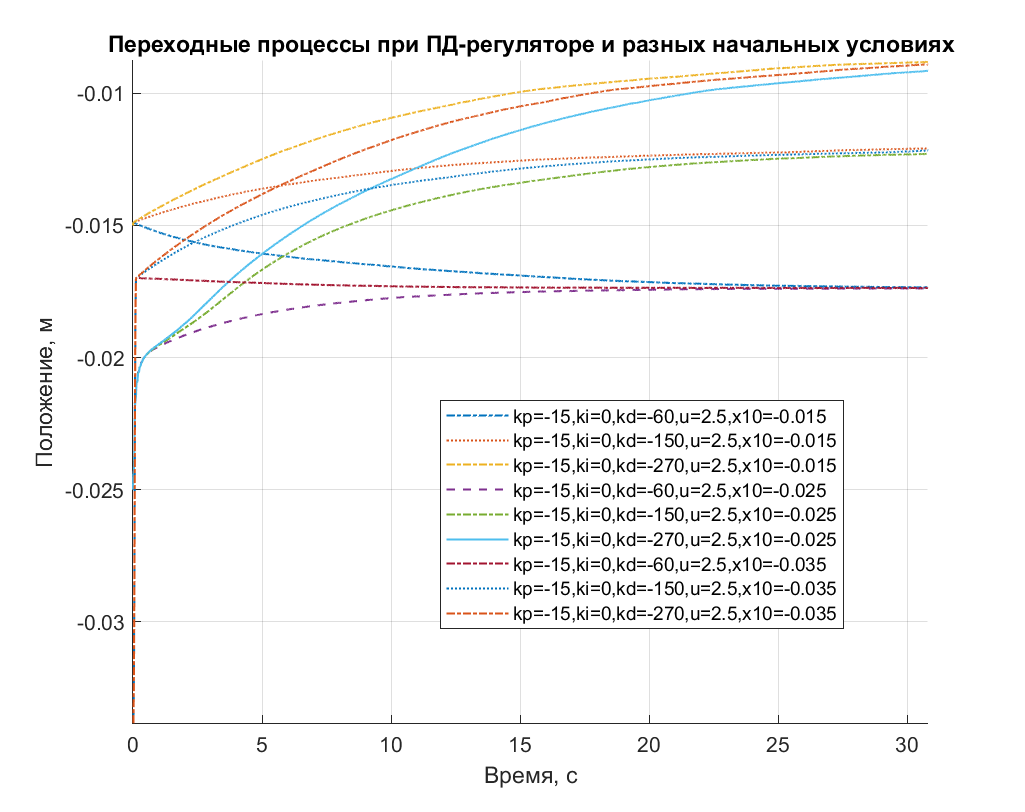 Переходные процессы при ПД-регуляторе и разных начальных условиях
-0.01
-0.015
-0.02
-0.025
-0.03
Положение, м
kp=-15,ki=0,kd=-60,u=2.5,x10=-0.015
kp=-15,ki=0,kd=-150,u=2.5,x10=-0.015
kp=-15,ki=0,kd=-270,u=2.5,x10=-0.015
kp=-15,ki=0,kd=-60,u=2.5,x10=-0.025
kp=-15,ki=0,kd=-150,u=2.5,x10=-0.025
kp=-15,ki=0,kd=-270,u=2.5,x10=-0.025
kp=-15,ki=0,kd=-60,u=2.5,x10=-0.035
kp=-15,ki=0,kd=-150,u=2.5,x10=-0.035
kp=-15,ki=0,kd=-270,u=2.5,x10=-0.035
0 5 10 15 20 25 30
Время, с